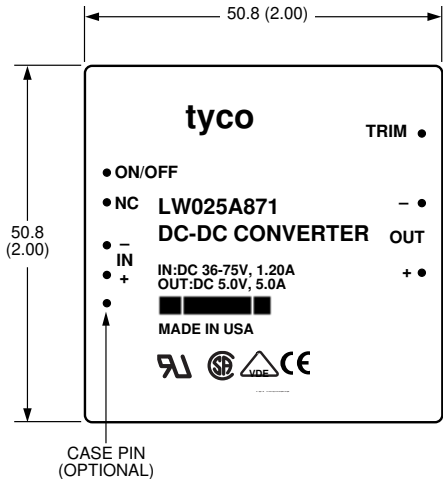 50.8 (2.00)
tyco
TRIM
ON/OFF
NC
LW025A871
–
DC-DC CONVERTER
–
OUT
50.8
(2.00)
IN
+
IN:DC 36-75V, 1.20A
OUT:DC 5.0V, 5.0A
+
MADE IN USA
SA
VDE
CE
CASE PIN
(OPTIONAL)